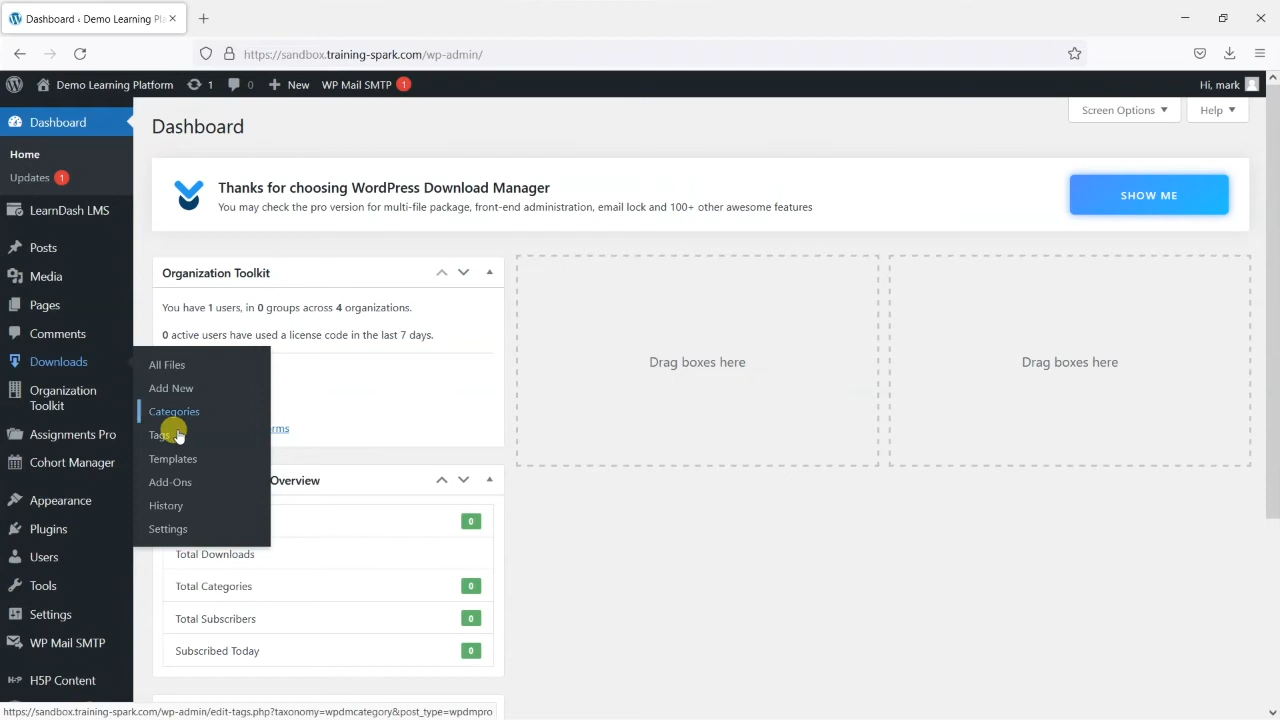 Dashboard ‹ Demo Learning Pla
https://sandbox.training-spark.com/wp-admin/
Demo Learning Platform 1 0 New WP Mail SMTP 1 Hi, mark
Dashboard
Home
Updates 1
LearnDash LMS
Posts
Media
Pages
Comments
Downloads
Organization
Toolkit
Assignments Pro
Cohort Manager
Appearance
Plugins
Users
Tools
Settings
WP Mail SMTP
H-P H5P Content
All Files
Add New
Categories
Tags
Templates
Add-Ons
History
Settings
Screen Options Help
Dashboard
Thanks for choosing WordPress Download Manager
You may check the pro version for multi-file package, front-end administration, email lock and 100+ other awesome features
SHOW ME
Organization Toolkit
You have 1 users, in 0 groups across 4 organizations.
0 active users have used a license code in the last 7 days.
Overview
0
Total Downloads
Total Categories 0
Total Subscribers 0
Subscribed Today 0
Drag boxes here
Drag boxes here
https://sandbox.training-spark.com/wp-admin/edit-tags.php?taxonomy=wpdmcategory&post_type=wpdmpro